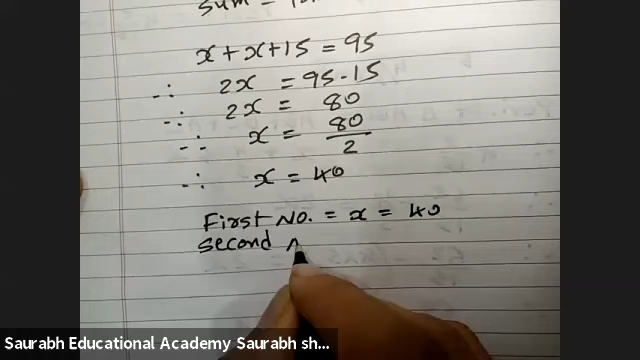 sum =
x + x + 15 = 95
∴ 2x = 95 - 15
∴ 2x = 80
∴ x = 80/2
∴ x = 40
First No. = x = 40
second
Saurabh Educational Academy Saurabh sh...